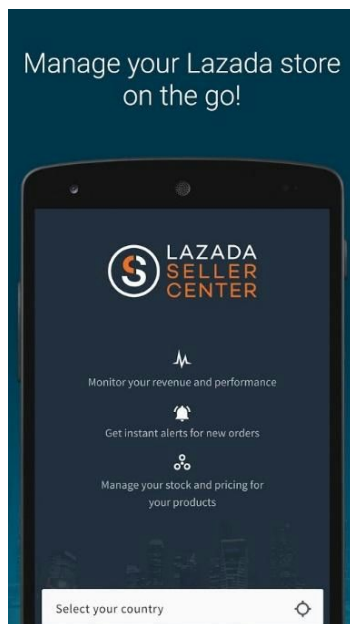 Manage your Lazada store
on the go!
LAZADA
SELLER
CENTER
Monitor your revenue and performance
Get instant alerts for new orders
Manage your stock and pricing for
your products
Select your country